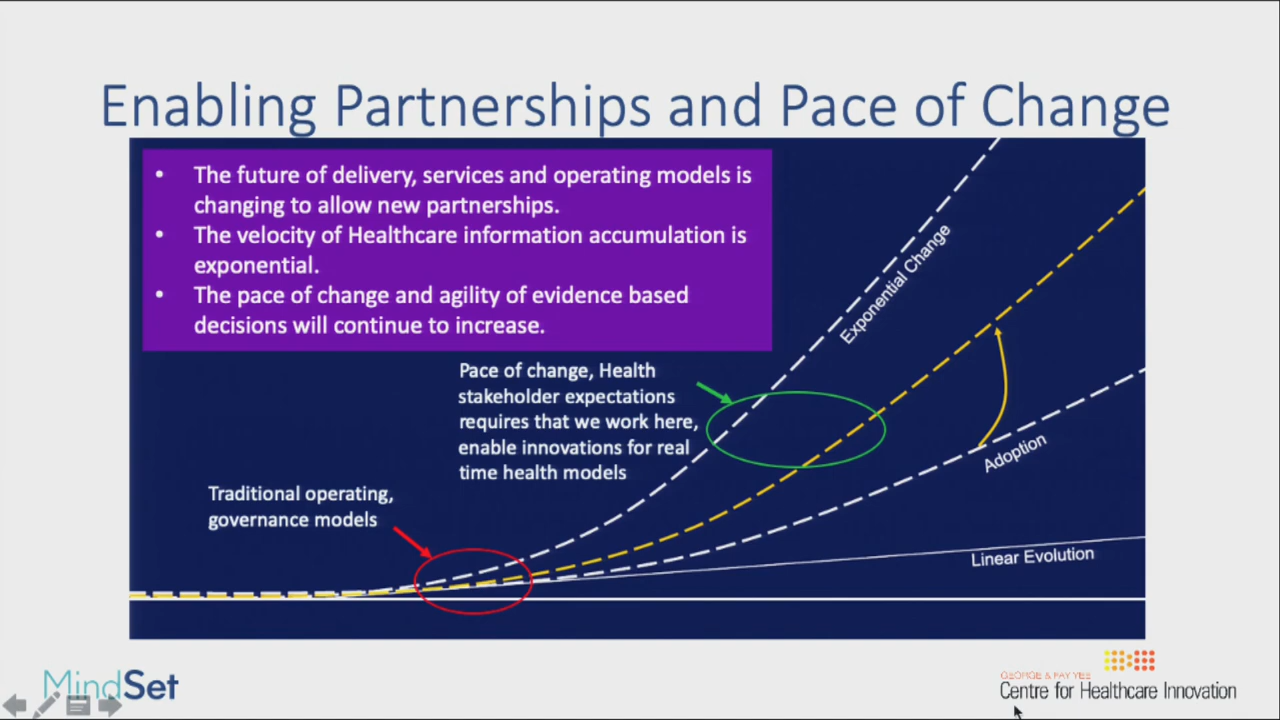 Enabling Partnerships and Pace of Change
• The future of delivery, services and operating models is
changing to allow new partnerships.
• The velocity of Healthcare information accumulation is
exponential.
• The pace of change and agility of evidence based
decisions will continue to increase.
Exponential Change
Pace of change, Health
stakeholder expectations
requires that we work here,
enable innovations for real
time health models
Adoption
Traditional operating,
governance models
Linear Evolution
MindSet
GEORGE & FAY YEE
Centre for Healthcare Innovation